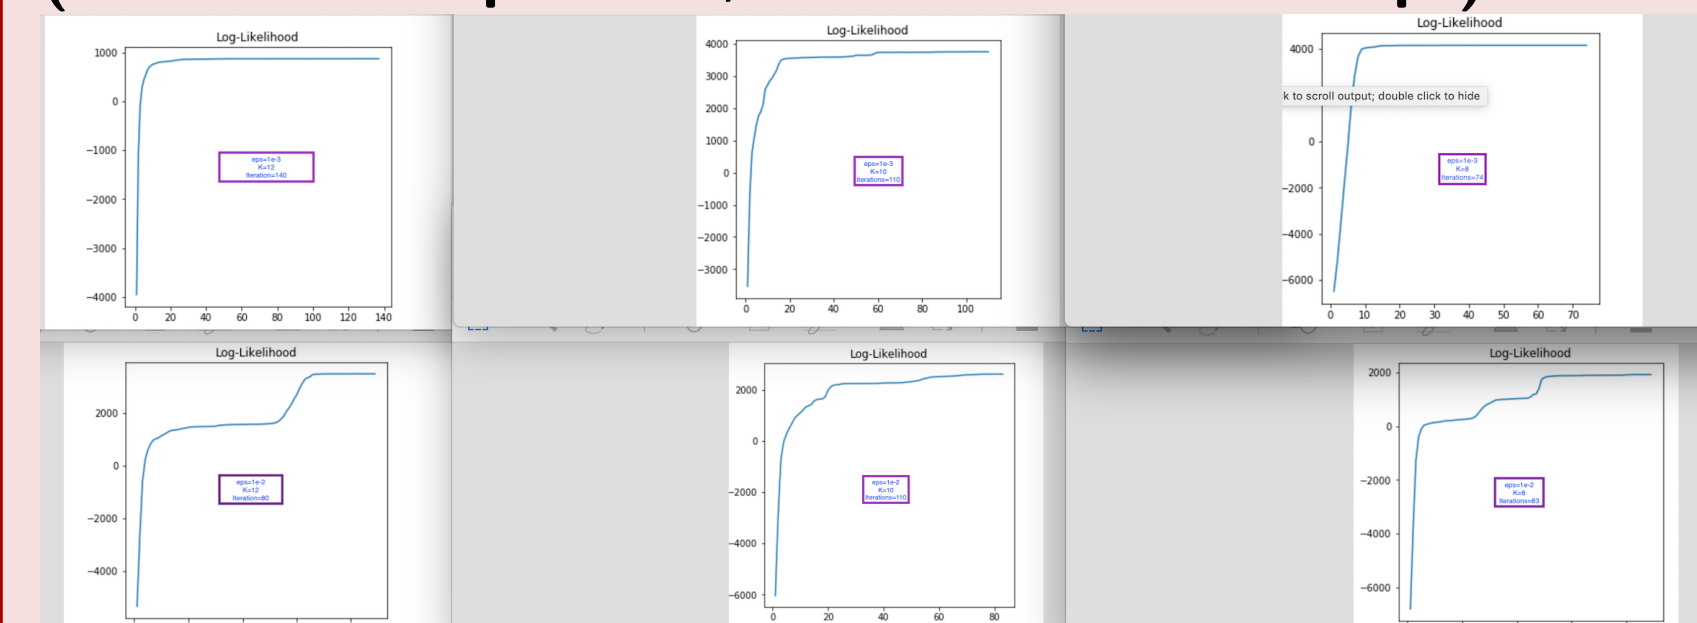 Log-Likelihood
1000
0
−1000
−2000
−3000
−4000
0 20 40 60 80 100 120 140
eps=1e-3
K=12
Iteration=140
Log-Likelihood
4000
3000
2000
1000
0
−1000
−2000
−3000
0 20 40 60 80 100
eps=1e-3
K=10
Iterations=110
Log-Likelihood
4000
k to scroll output; double click to hide
0
−2000
−4000
−6000
0 10 20 30 40 50 60 70
eps=1e-3
K=8
Iterations=74
Log-Likelihood
2000
0
−2000
−4000
eps=1e-2
K=12
Iteration=80
Log-Likelihood
2000
0
−2000
−4000
−6000
0 20 40 60 80
eps=1e-2
K=10
Iterations=110
Log-Likelihood
2000
0
−2000
−4000
−6000
eps=1e-2
K=8
Iterations=83